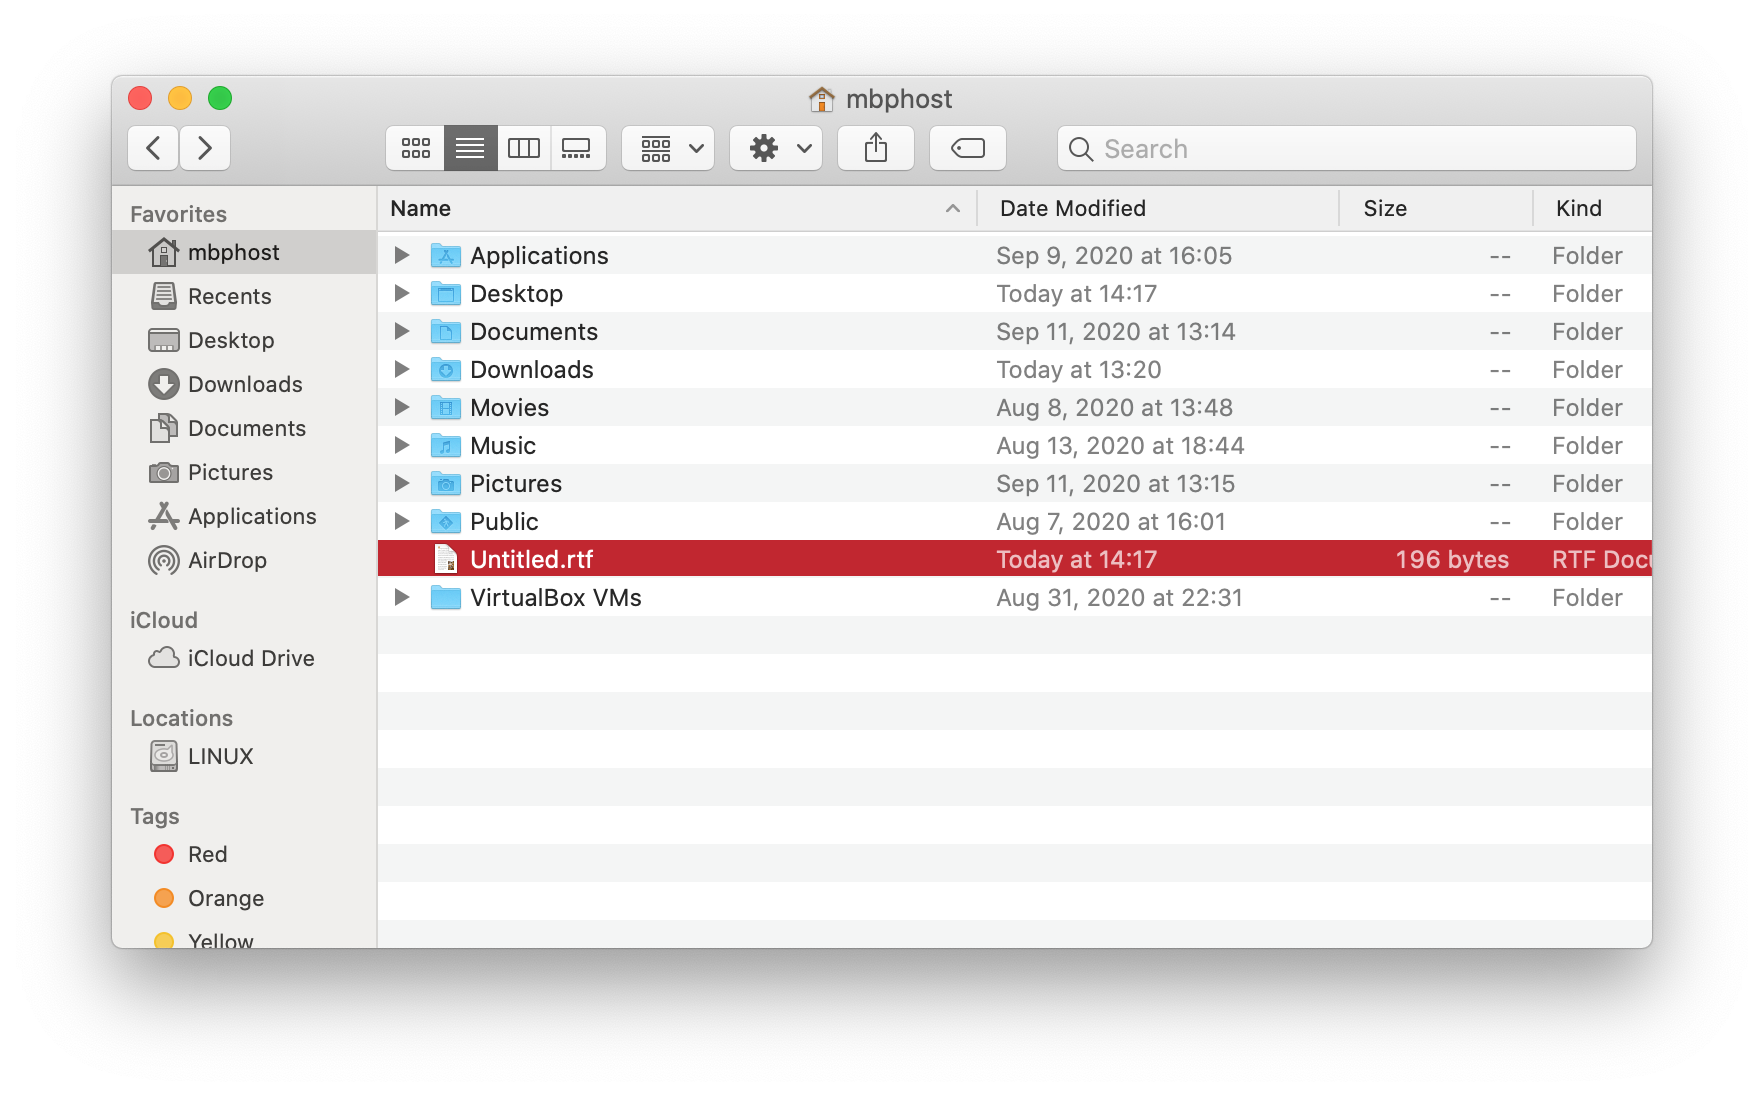 mbphost
Search
Favorites
mbphost
Recents
Desktop
Downloads
Documents
Pictures
Applications
AirDrop
iCloud
iCloud Drive
Locations
LINUX
Tags
Red
Orange
Yellow
Name Date Modified Size Kind
Applications Sep 9, 2020 at 16:05 -- Folder
Desktop Today at 14:17 -- Folder
Documents Sep 11, 2020 at 13:14 -- Folder
Downloads Today at 13:20 -- Folder
Movies Aug 8, 2020 at 13:48 -- Folder
Music Aug 13, 2020 at 18:44 -- Folder
Pictures Sep 11, 2020 at 13:15 -- Folder
Public Aug 7, 2020 at 16:01 -- Folder
Untitled.rtf Today at 14:17 196 bytes RTF Docu
VirtualBox VMs Aug 31, 2020 at 22:31 -- Folder